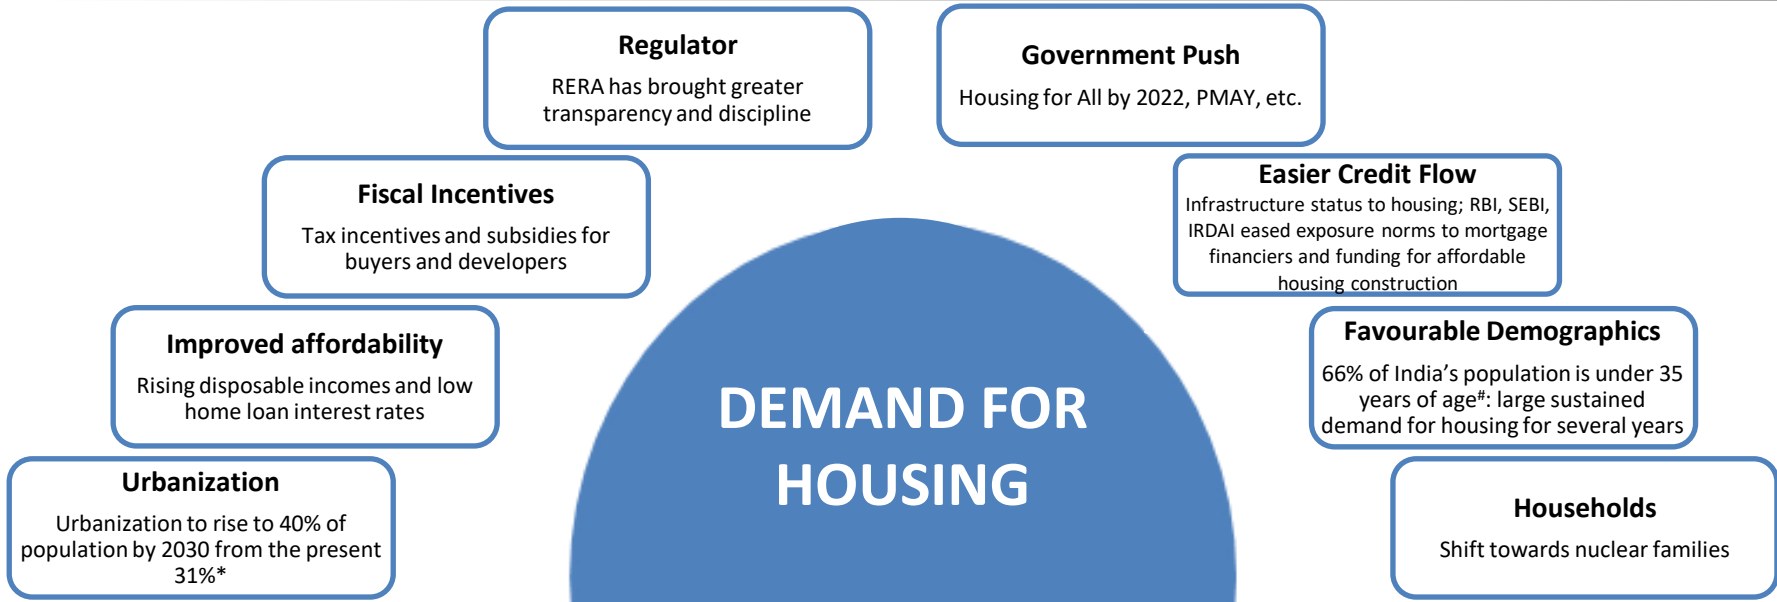 Regulator
RERA has brought greater
transparency and discipline
Government Push
Housing for All by 2022, PMAY, etc.
Fiscal Incentives
Tax incentives and subsidies for
buyers and developers
Easier Credit Flow
Infrastructure status to housing; RBI, SEBI,
IRDAI eased exposure norms to mortgage
financiers and funding for affordable
housing construction
Improved affordability
Rising disposable incomes and low
home loan interest rates
Favourable Demographics
66% of India’s population is under 35
years of age#: large sustained
demand for housing for several years
DEMAND FOR
HOUSING
Urbanization
Urbanization to rise to 40% of
population by 2030 from the present
31%*
Households
Shift towards nuclear families